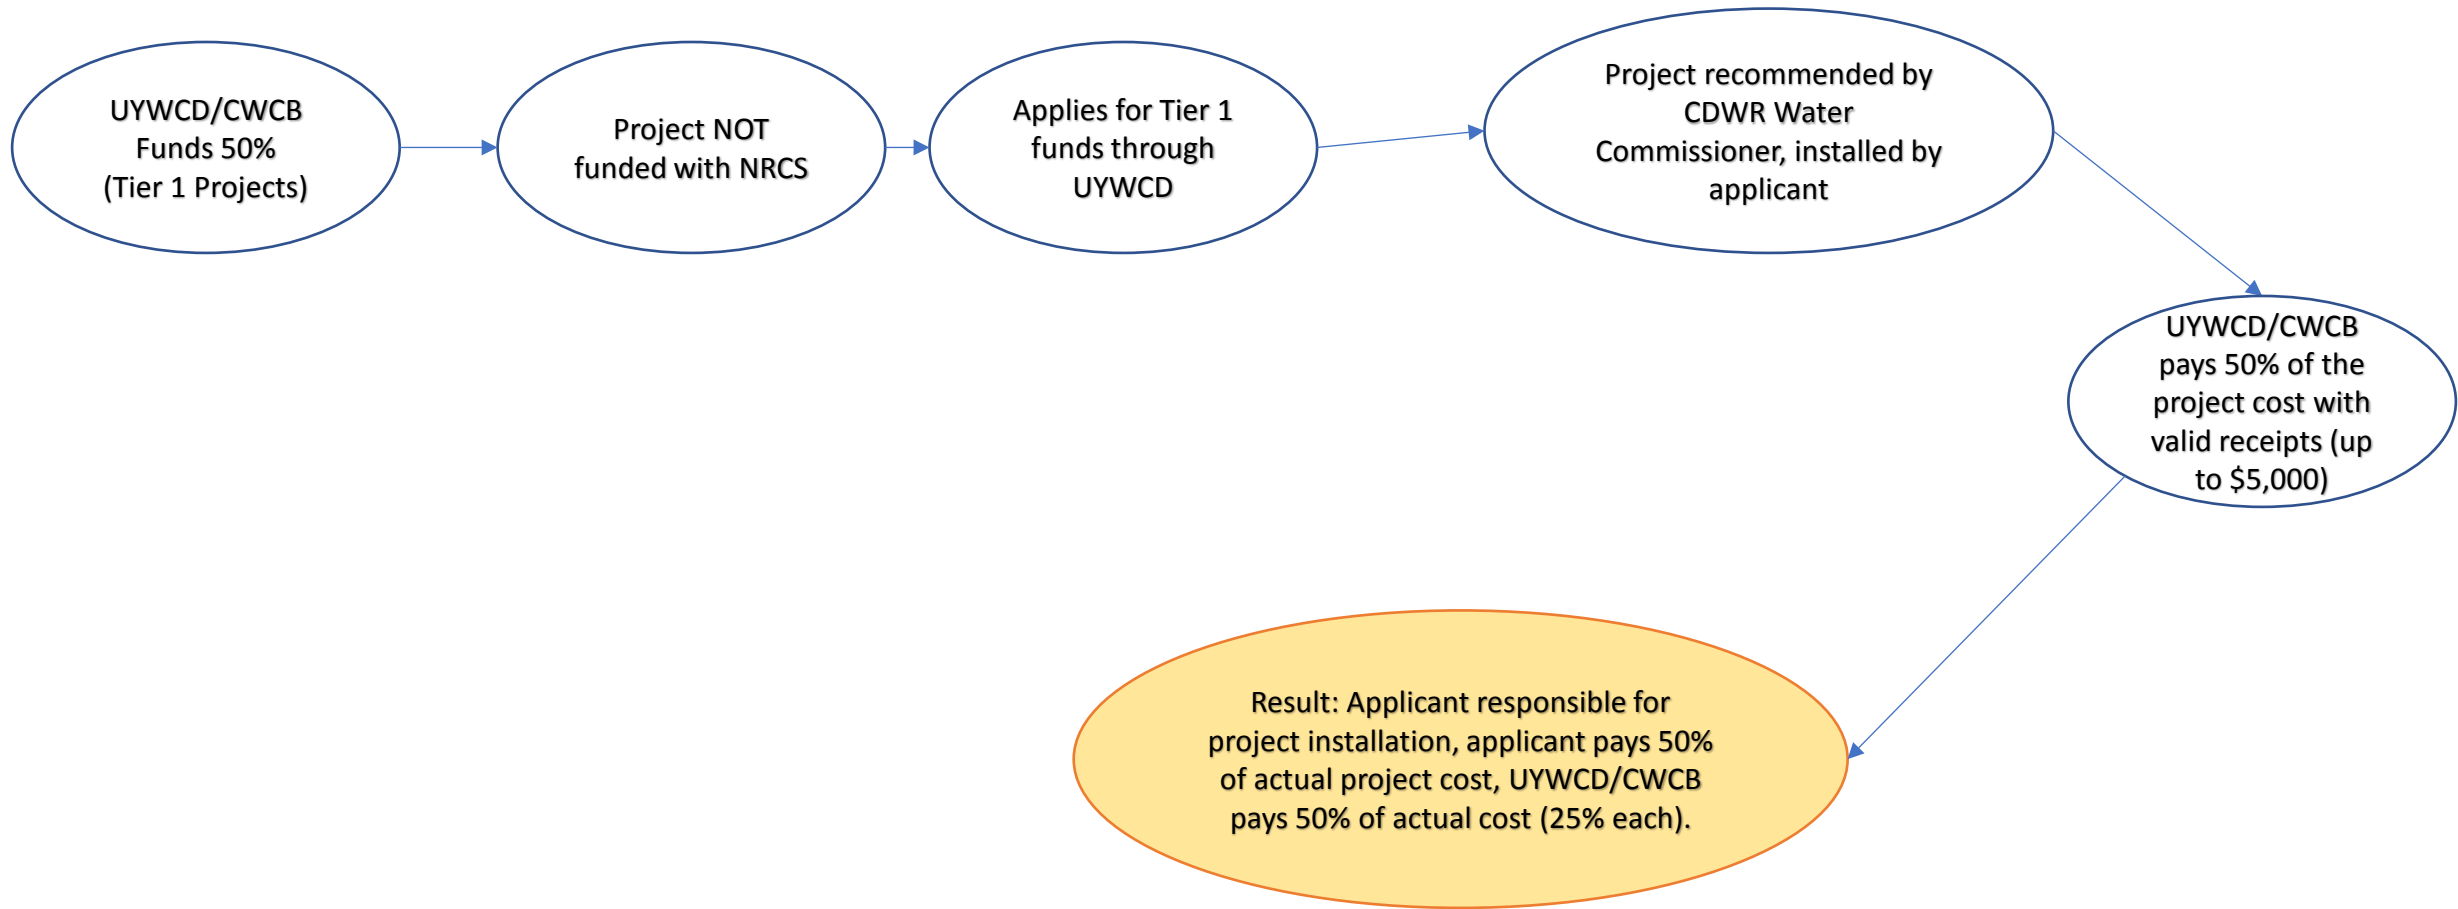 UYWCD/CWCB
Funds 50%
(Tier 1 Projects)
Project NOT
funded with NRCS
Applies for Tier 1
funds through
UYWCD
Project recommended by
CDWR Water
Commissioner, installed by
applicant
UYWCD/CWCB
pays 50% of the
project cost with
valid receipts (up
to $5,000)
Result: Applicant responsible for
project installation, applicant pays 50%
of actual project cost, UYWCD/CWCB
pays 50% of actual cost (25% each).